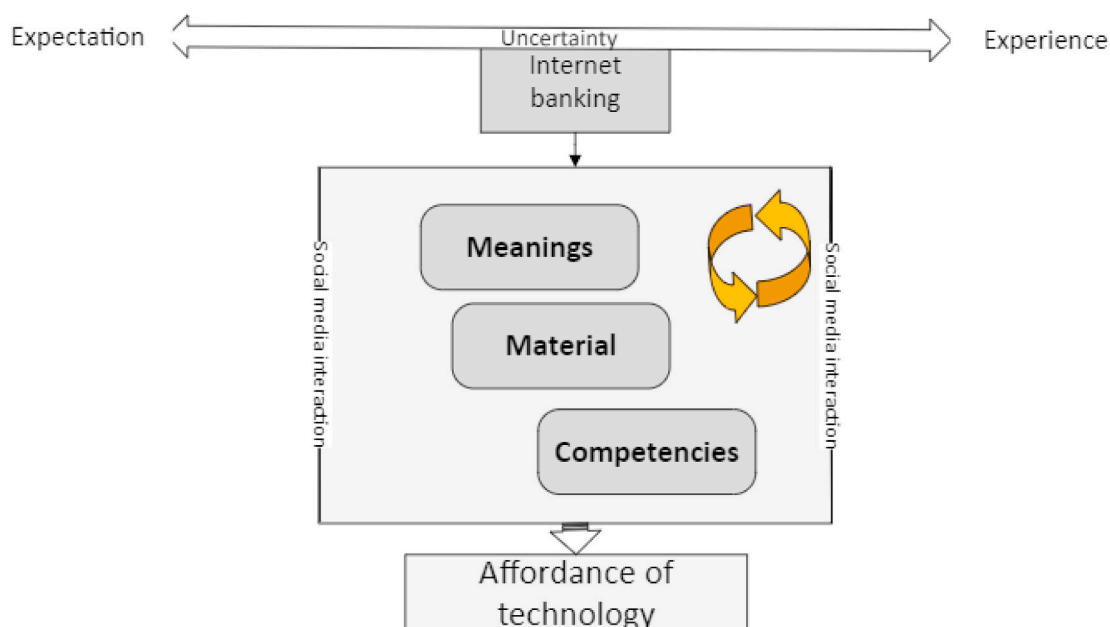 Expectation
Uncertainty
Experience
Internet
banking
Meanings
Material
Competencies
Social media interaction
Social media interaction
Affordance of
technology